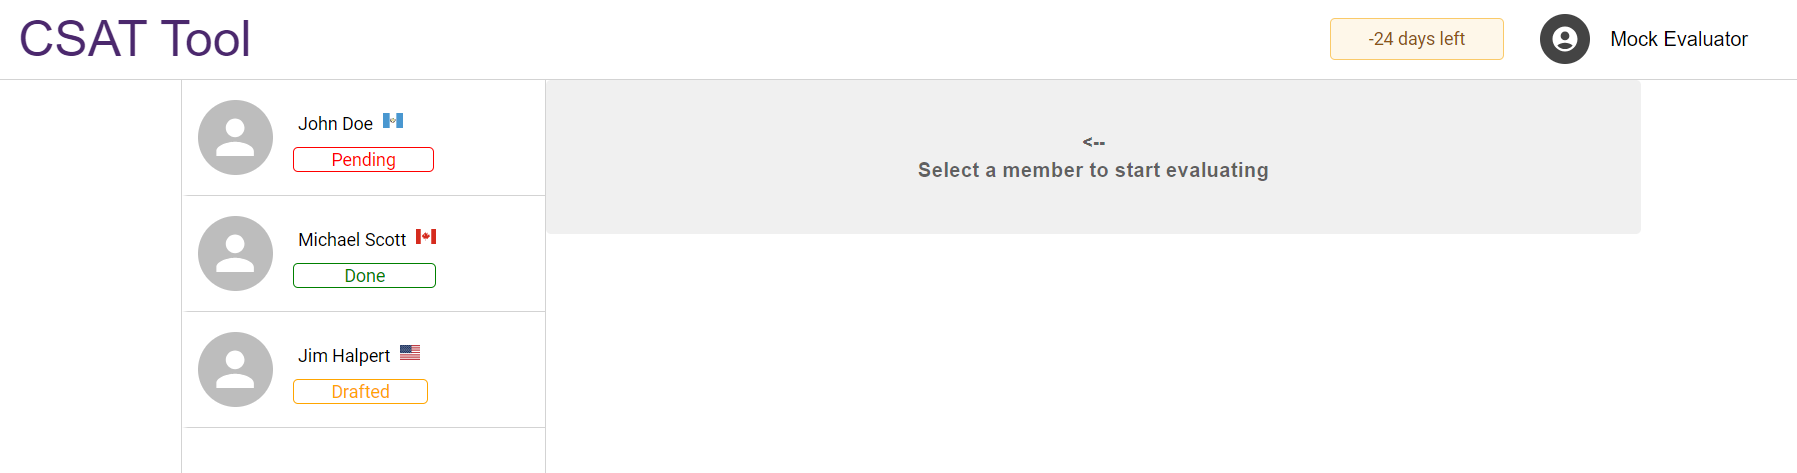 CSAT Tool
-24 days left
Mock Evaluator
John Doe
Pending
Michael Scott
Done
Jim Halpert
Drafted
<--
Select a member to start evaluating